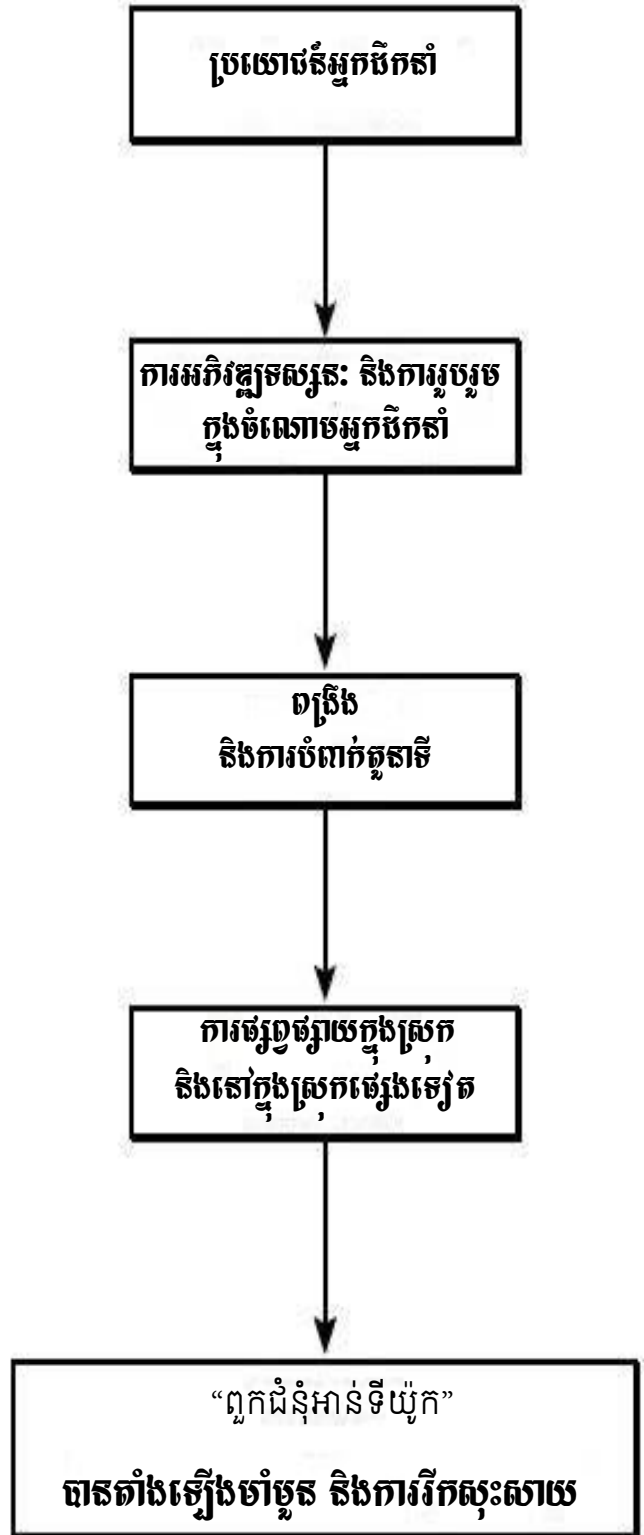 ប្រយោជន៍អ្នកដឹកនាំ
ការអភិវឌ្ឍទស្សនៈ និងការរួបរួម
ក្នុងចំណោមអ្នកដឹកនាំ
ពង្រឹង
និងការបំពាក់តួនាទី
ការផ្សព្វផ្សាយក្នុងស្រុក
និងនៅក្នុងស្រុកផ្សេងទៀត
“ពួកជំនុំអាន់ទីយ៉ូក”
បានតាំងឡើងមាំមួន និងការរីកសុះសាយ